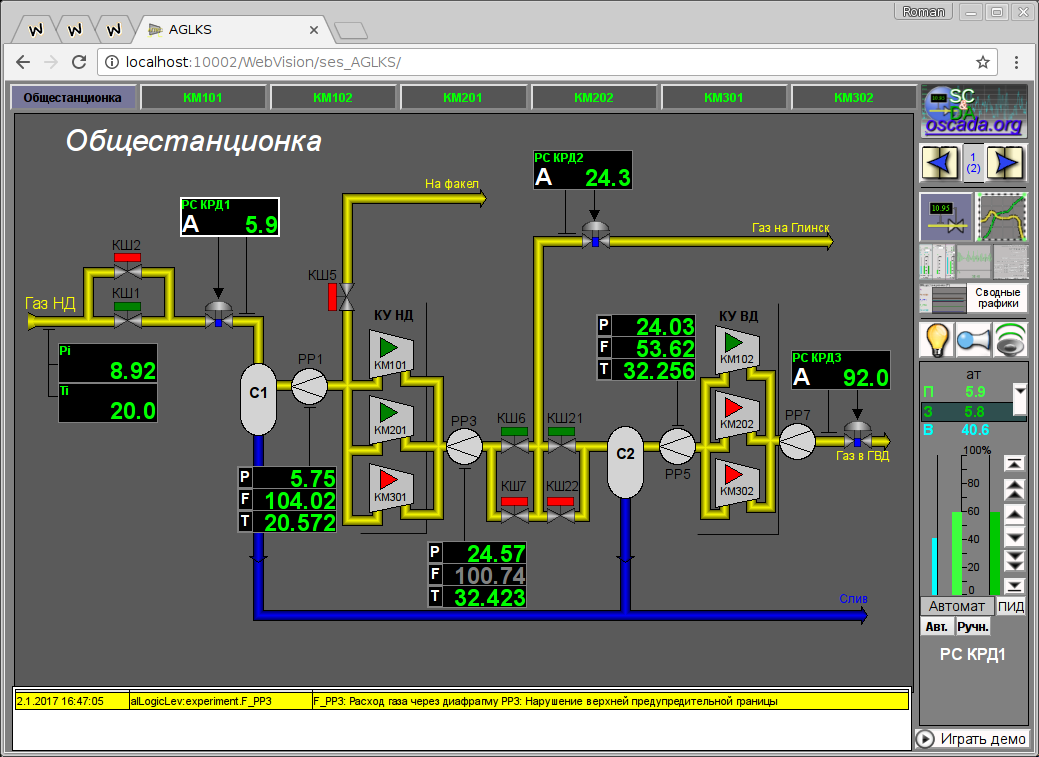 Roman
W
W
W
AGLKS
localhost:10002/WebVision/ses_AGLKS/
Общестанционка
КМ101
КМ102
КМ201
КМ202
КМ301
КМ302
SC
&
DA
oscada.org
1
(2)
Общестанционка
РС КРД2
А 24.3
На факел
РС КРД1
А 5.9
Газ на Глинск
КШ2
КШ5
КШ1
Газ НД
КУ НД
КУ ВД
Сводные
графики
Pi
8.92
Ti
20.0
КМ101
P 24.03
F 53.62
T 32.256
КМ102
РС КРД3
А 92.0
РР1
С1
КМ201
РР3
КШ6
КШ21
КМ202
РР7
Газ в ГВД
С2
РР5
КШ7
КШ22
КМ301
КМ302
P 5.75
F 104.02
T 20.572
P 24.57
F 100.74
T 32.423
Слив
ат
П 5.9
З 5.8
В 40.6
100%
80
60
40
20
0
Автомат
ПИД
Авт.
Ручн.
РС КРД1
2.1.2017 16:47:05 alLogicLev:experiment.F_PP3 F_PP3: Расход газа через диафрагму РР3: Нарушение верхней предупредительной границы
Играть демо